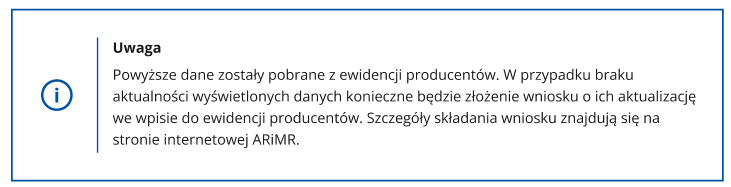 Uwaga
Powyższe dane zostały pobrane z ewidencji producentów. W przypadku braku
aktualności wyświetlonych danych konieczne będzie złożenie wniosku o ich aktualizację
we wpisie do ewidencji producentów. Szczegóły składania wniosku znajdują się na
stronie internetowej ARiMR.